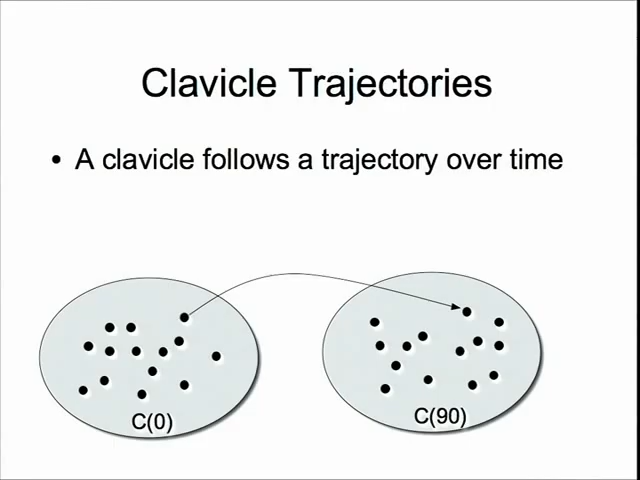 Clavicle Trajectories
• A clavicle follows a trajectory over time
C(0)
C(90)